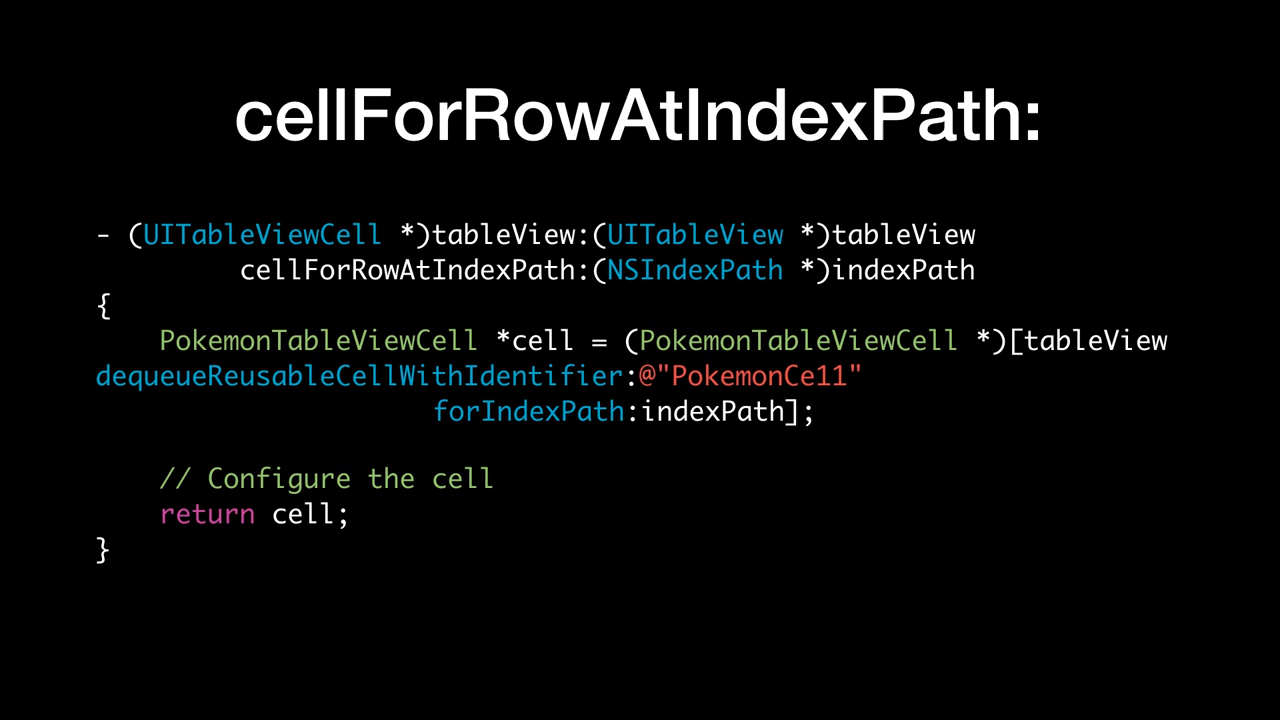 cellForRowAtIndexPath:
- (UITableViewCell *)tableView:(UITableView *)tableView
cellForRowAtIndexPath:(NSIndexPath *)indexPath
{
PokemonTableViewCell *cell = (PokemonTableViewCell *)[tableView
dequeueReusableCellWithIdentifier:@"PokemonCe11"
forIndexPath:indexPath];
// Configure the cell
return cell;
}